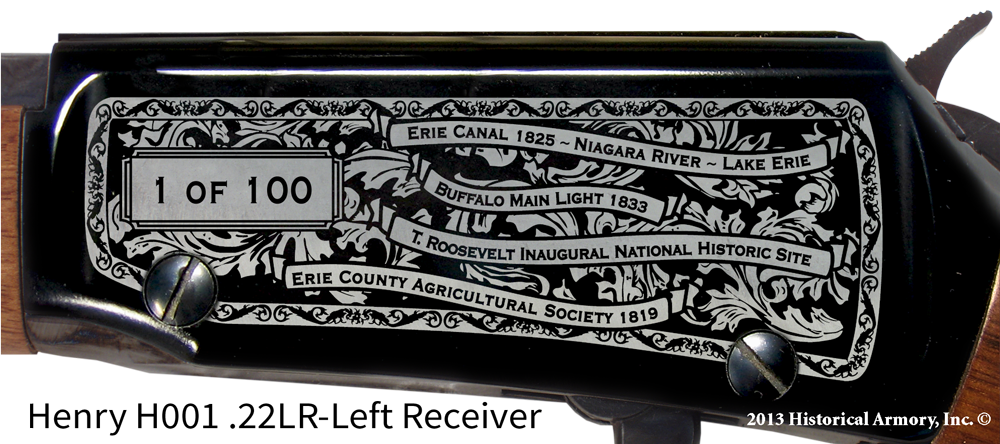 ERIE CANAL 1825 ~ NIAGARA RIVER ~ LAKE ERIE
1 OF 100
BUFFALO MAIN LIGHT 1833
T. ROOSEVELT INAUGURAL NATIONAL HISTORIC SITE
ERIE COUNTY AGRICULTURAL SOCIETY 1819
Henry H001 .22LR-Left Receiver
2013 Historical Armory, Inc. ©